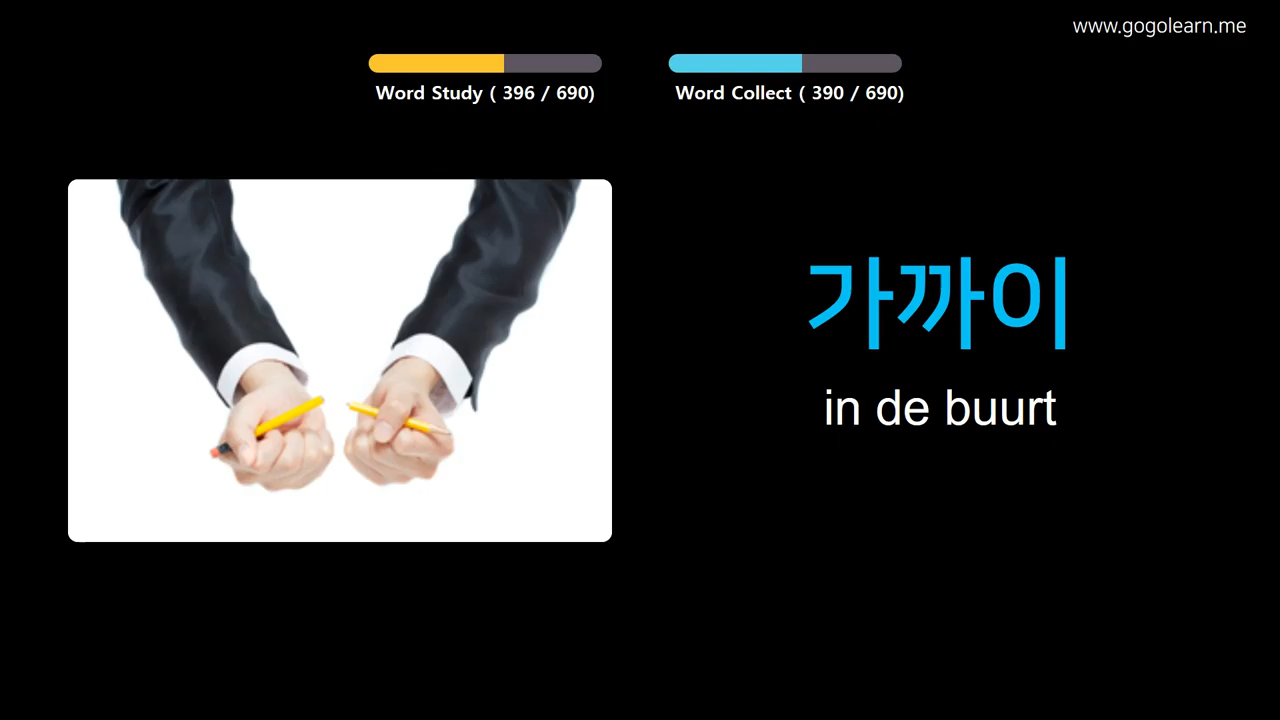 www.gogolearn.me
Word Study ( 396 / 690)
Word Collect ( 390 / 690)
가까이
in de buurt